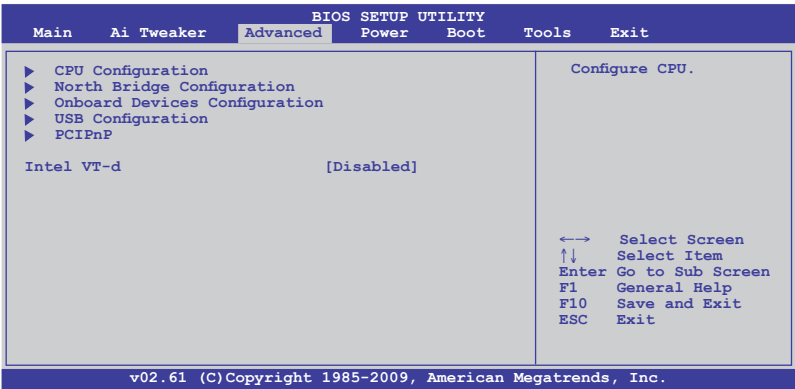 BIOS SETUP UTILITY
Main Ai Tweaker Advanced Power Boot Tools Exit
CPU Configuration
North Bridge Configuration
Onboard Devices Configuration
USB Configuration
PCIPnP
Intel VT-d [Disabled]
Configure CPU.
←→ Select Screen
↑↓ Select Item
Enter Go to Sub Screen
F1 General Help
F10 Save and Exit
ESC Exit
v02.61 (C)Copyright 1985-2009, American Megatrends, Inc.